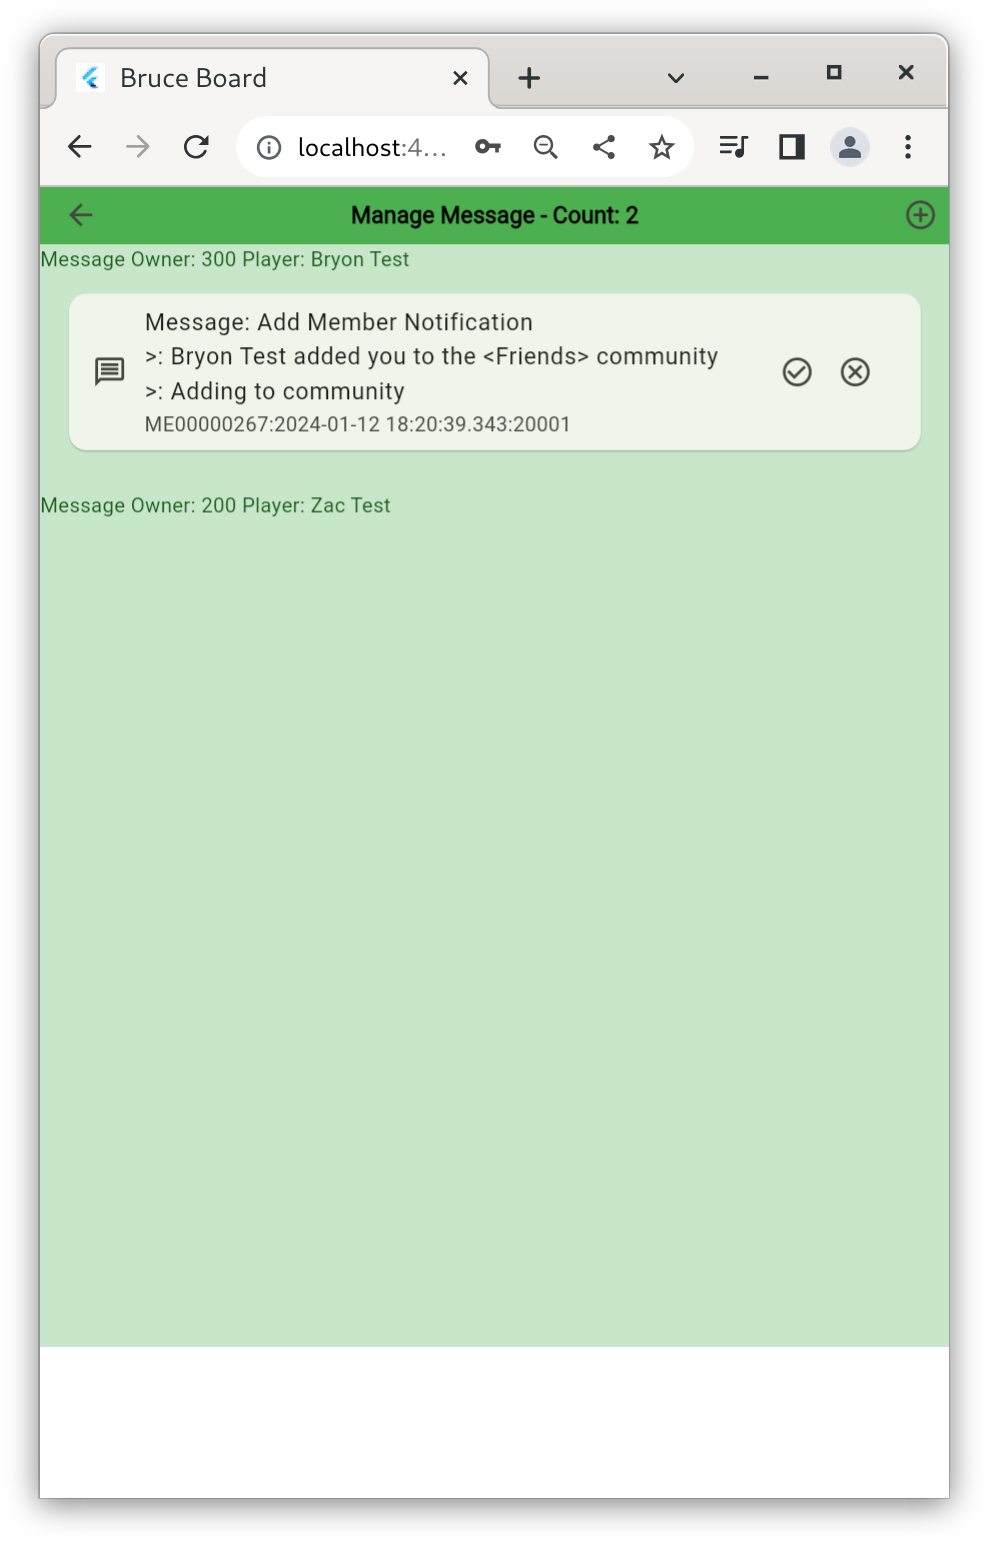 Bruce Board
localhost:4...
Manage Message - Count: 2
Message Owner: 300 Player: Bryon Test
Message: Add Member Notification
>: Bryon Test added you to the <Friends> community
>: Adding to community
ME00000267:2024-01-12 18:20:39.343:20001
Message Owner: 200 Player: Zac Test